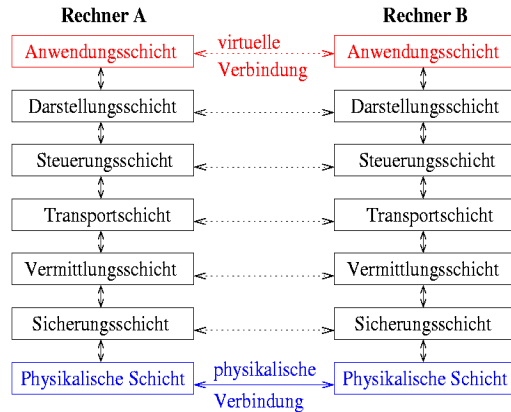 Rechner A
Rechner B
Anwendungsschicht
virtuelle
Verbindung
Anwendungsschicht
Darstellungsschicht
Darstellungsschicht
Steuerungsschicht
Steuerungsschicht
Transportschicht
Transportschicht
Vermittlungsschicht
Vermittlungsschicht
Sicherungsschicht
Sicherungsschicht
Physikalische Schicht
physikalische
Verbindung
Physikalische Schicht